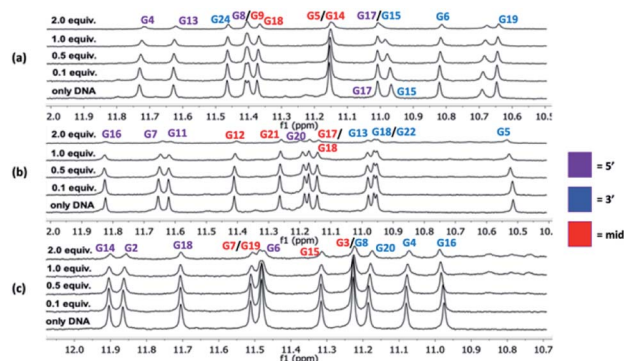 G4 G13 G24 G8/G9 G18 G5/G14 G17/G15 G6 G19
2.0 equiv.
1.0 equiv.
(a)
0.5 equiv.
0.1 equiv.
only DNA G17 G15
2.0 11.9 11.8 11.7 11.6 11.5 11.4 11.3 11.2 11.1 11.0 10.9 10.8 10.7 10.6 10.5
f1 (ppm)
G16 G7 G11 G12 G21 G20 G17/ G13 G18/G22 G5
2.0 equiv.
G18
1.0 equiv.
(b)
0.5 equiv.
0.1 equiv.
only DNA
2.0 11.9 11.8 11.7 11.6 11.5 11.4 11.3 11.2 11.1 11.0 10.9 10.8 10.7 10.6 10.5
f1 (ppm)
G14 G2 G18 G7/G19 G6 G15 G3/G8 G20 G4 G16
2.0 equiv.
1.0 equiv.
(c)
0.5 equiv.
0.1 equiv.
only DNA
12.0 11.9 11.8 11.7 11.6 11.5 11.4 11.3 11.2 11.1 11.0 10.9 10.8 10.7
f1 (ppm)
= 5'
= 3'
= mid